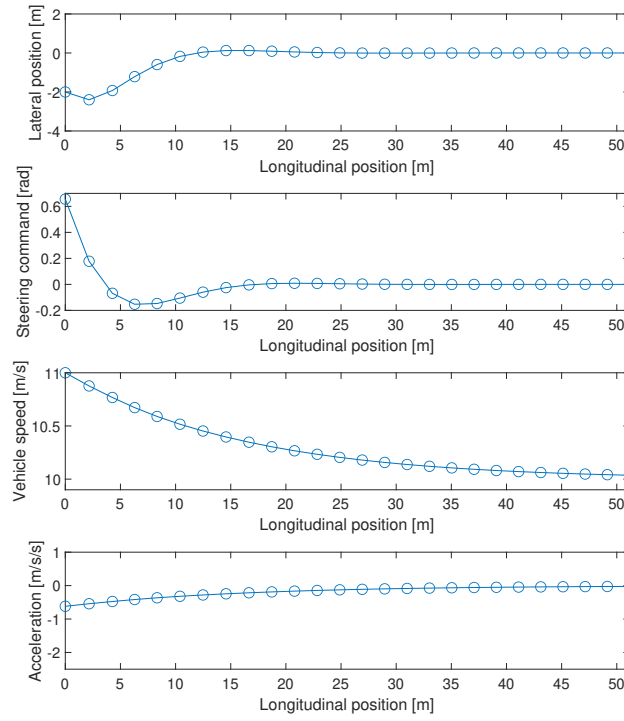 Lateral position [m]
2
0
-2
-4
0 5 10 15 20 25 30 35 40 45 50
Longitudinal position [m]
Steering command [rad]
0.6
0.4
0.2
0
-0.2
0 5 10 15 20 25 30 35 40 45 50
Longitudinal position [m]
Vehicle speed [m/s]
11
10.5
10
0 5 10 15 20 25 30 35 40 45 50
Longitudinal position [m]
Acceleration [m/s/s]
1
0
-1
-2
0 5 10 15 20 25 30 35 40 45 50
Longitudinal position [m]